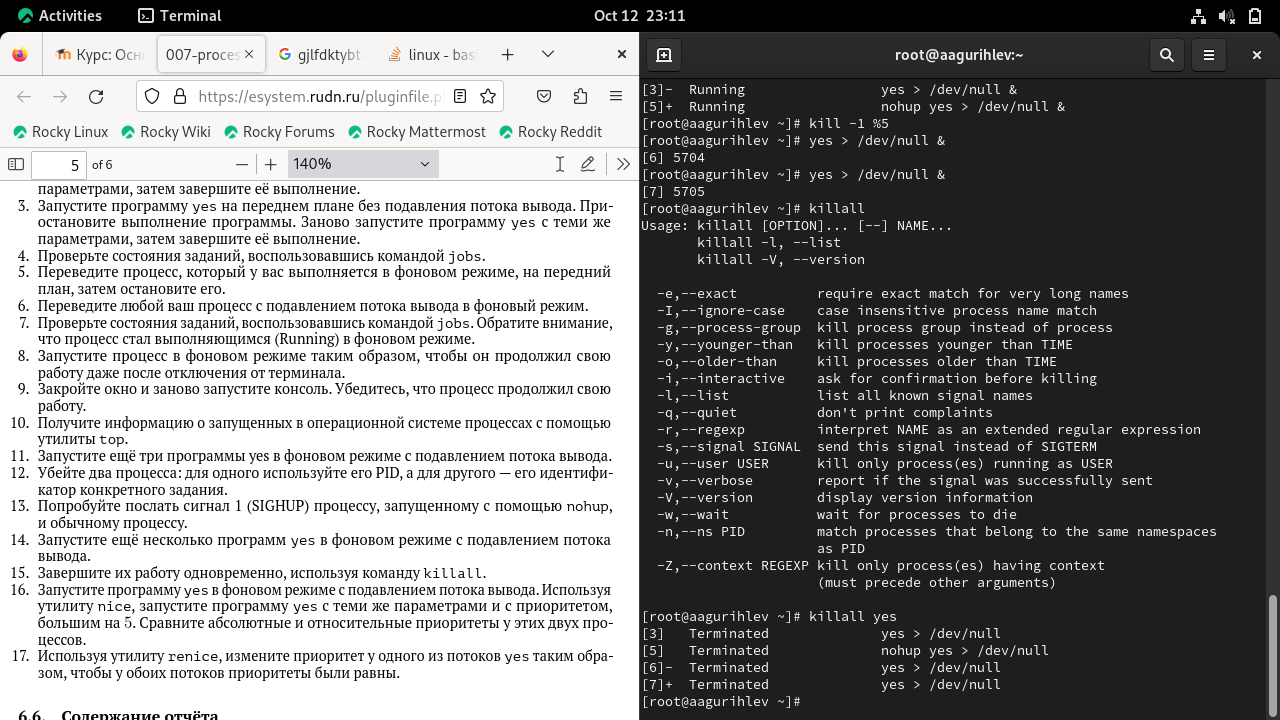 Activities
Terminal
Oct 12 23:11
Курс: Осн
007-proces
gjlfdktybt
linux - bas
https://esystem.rudn.ru/pluginfile.p
Rocky Linux
Rocky Wiki
Rocky Forums
Rocky Mattermost
Rocky Reddit
5
of 6
140%
параметрами, затем завершите её выполнение.
3. Запустите программу yes на переднем плане без подавления потока вывода. При-
остановите выполнение программы. Заново запустите программу yes с теми же
параметрами, затем завершите её выполнение.
4. Проверьте состояния заданий, воспользовавшись командой jobs.
5. Переведите процесс, который у вас выполняется в фоновом режиме, на передний
план, затем остановите его.
6. Переведите любой ваш процесс с подавлением потока вывода в фоновый режим.
7. Проверьте состояния заданий, воспользовавшись командой jobs. Обратите внимание,
что процесс стал выполняющимся (Running) в фоновом режиме.
8. Запустите процесс в фоновом режиме таким образом, чтобы он продолжил свою
работу даже после отключения от терминала.
9. Закройте окно и заново запустите консоль. Убедитесь, что процесс продолжил свою
работу.
10. Получите информацию о запущенных в операционной системе процессах с помощью
утилиты top.
11. Запустите ещё три программы yes в фоновом режиме с подавлением потока вывода.
12. Убейте два процесса: для одного используйте его PID, а для другого — его идентифи-
катор конкретного задания.
13. Попробуйте послать сигнал 1 (SIGHUP) процессу, запущенному с помощью nohup,
и обычному процессу.
14. Запустите ещё несколько программ yes в фоновом режиме с подавлением потока
вывода.
15. Завершите их работу одновременно, используя команду killall.
16. Запустите программу yes в фоновом режиме с подавлением потока вывода. Используя
утилиту nice, запустите программу yes с теми же параметрами и с приоритетом,
большим на 5. Сравните абсолютные и относительные приоритеты у этих двух про-
цессов.
17. Используя утилиту renice, измените приоритет у одного из потоков yes таким обра-
зом, чтобы у обоих потоков приоритеты были равны.
6.6. Содержание отчёта
root@aagurihlev:~
[3]-  Running                 yes > /dev/null &
[5]+  Running                 nohup yes > /dev/null &
[root@aagurihlev ~]# kill -1 %5
[root@aagurihlev ~]# yes > /dev/null &
[6] 5704
[root@aagurihlev ~]# yes > /dev/null &
[7] 5705
[root@aagurihlev ~]# killall
Usage: killall [OPTION]... [--] NAME...
       killall -l, --list
       killall -V, --version
  -e,--exact          require exact match for very long names
  -I,--ignore-case    case insensitive process name match
  -g,--process-group  kill process group instead of process
  -y,--younger-than   kill processes younger than TIME
  -o,--older-than     kill processes older than TIME
  -i,--interactive    ask for confirmation before killing
  -l,--list           list all known signal names
  -q,--quiet          don't print complaints
  -r,--regexp         interpret NAME as an extended regular expression
  -s,--signal SIGNAL  send this signal instead of SIGTERM
  -u,--user USER      kill only process(es) running as USER
  -v,--verbose        report if the signal was successfully sent
  -V,--version        display version information
  -w,--wait           wait for processes to die
  -n,--ns PID         match processes that belong to the same namespaces
                      as PID
  -Z,--context REGEXP kill only process(es) having context
                      (must precede other arguments)
[root@aagurihlev ~]# killall yes
[3]   Terminated              yes > /dev/null
[5]   Terminated              nohup yes > /dev/null
[6]-  Terminated              yes > /dev/null
[7]+  Terminated              yes > /dev/null
[root@aagurihlev ~]#